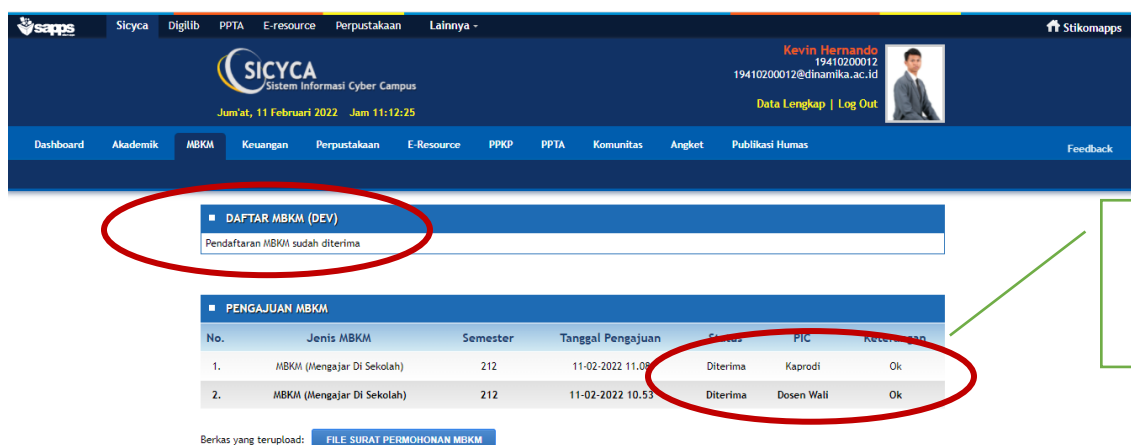 sapps Sicyca Digilib PPTA E-resource Perpustakaan Lainnya - Stikomapps
SICYCA
Sistem Informasi Cyber Campus
Jum'at, 11 Februari 2022 Jam 11:12:25
Kevin Hernando
19410200012
19410200012@dinamika.ac.id
Data Lengkap | Log Out
Dashboard Akademik MBKM Keuangan Perpustakaan E-Resource PPKP PPTA Komunitas Angket Publikasi Humas Feedback
DAFTAR MBKM (DEV)
Pendaftaran MBKM sudah diterima
PENGAJUAN MBKM
No. Jenis MBKM Semester Tanggal Pengajuan Status PIC Keterangan
1. MBKM (Mengajar Di Sekolah) 212 11-02-2022 11.08 Diterima Kaprodi Ok
2. MBKM (Mengajar Di Sekolah) 212 11-02-2022 10.53 Diterima Dosen Wali Ok
Berkas yang terupload: FILE SURAT PERMOHONAN MBKM